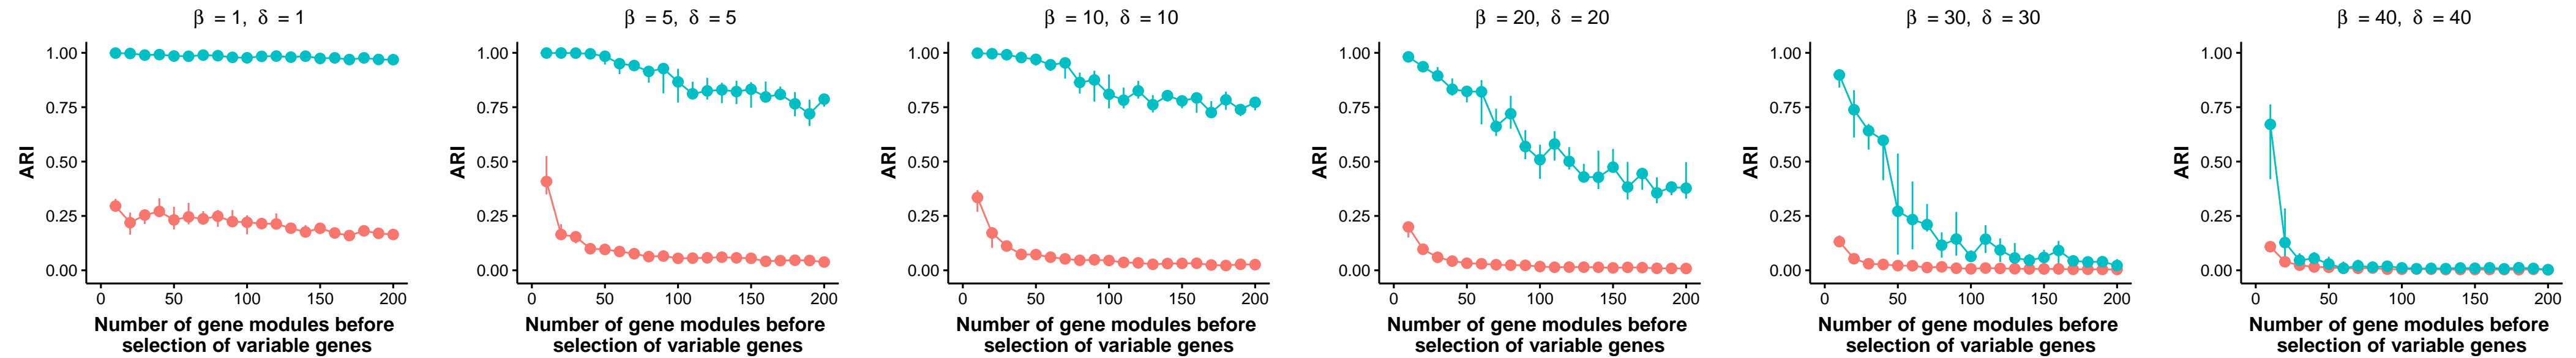 β = 1, δ = 1
1.00
0.75
0.50
0.25
0.00
ARI
0 50 100 150 200
Number of gene modules before
selection of variable genes
β = 5, δ = 5
1.00
0.75
0.50
0.25
0.00
ARI
0 50 100 150 200
Number of gene modules before
selection of variable genes
β = 10, δ = 10
1.00
0.75
0.50
0.25
0.00
ARI
0 50 100 150 200
Number of gene modules before
selection of variable genes
β = 20, δ = 20
1.00
0.75
0.50
0.25
0.00
ARI
0 50 100 150 200
Number of gene modules before
selection of variable genes
β = 30, δ = 30
1.00
0.75
0.50
0.25
0.00
ARI
0 50 100 150 200
Number of gene modules before
selection of variable genes
β = 40, δ = 40
1.00
0.75
0.50
0.25
0.00
ARI
0 50 100 150 200
Number of gene modules before
selection of variable genes